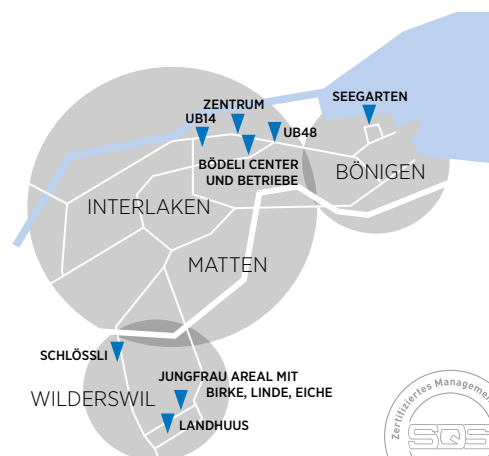 SEEGARTEN
ZENTRUM
UB14
UB48
BÖDELI CENTER
UND BETRIEBE
BÖNIGEN
INTERLAKEN
MATTEN
SCHLÖSSLI
JUNGFRAU AREAL MIT
BIRKE, LINDE, EICHE
WILDERSWIL
LANDHUUS
Zertifiziertes Manageme
SQS